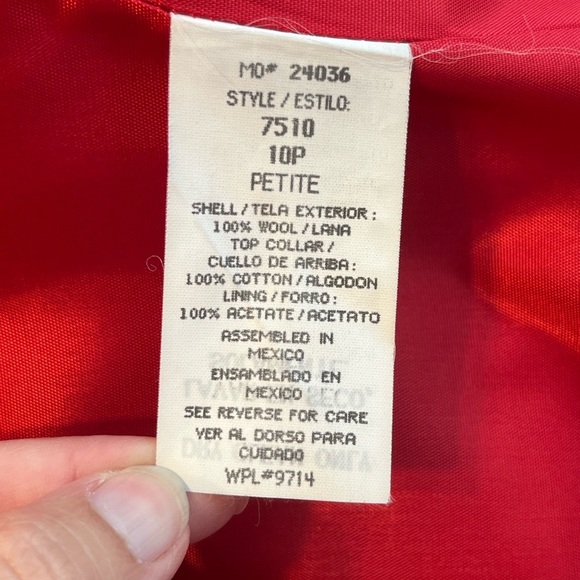 MO# 24036
STYLE/ESTILO:
7510
10P
PETITE
SHELL/TELA EXTERIOR:
100% WOOL/LANA
TOP COLLAR/
CUELLO DE ARRIBA:
100% COTTON/ALGODON
LINING/FORRO:
100% ACETATE/ACETATO
ASSEMBLED IN
MEXICO
ENSAMBLADO EN
MEXICO
SEE REVERSE FOR CARE
VER AL DORSO PARA
CUIDADO
WPL#9714